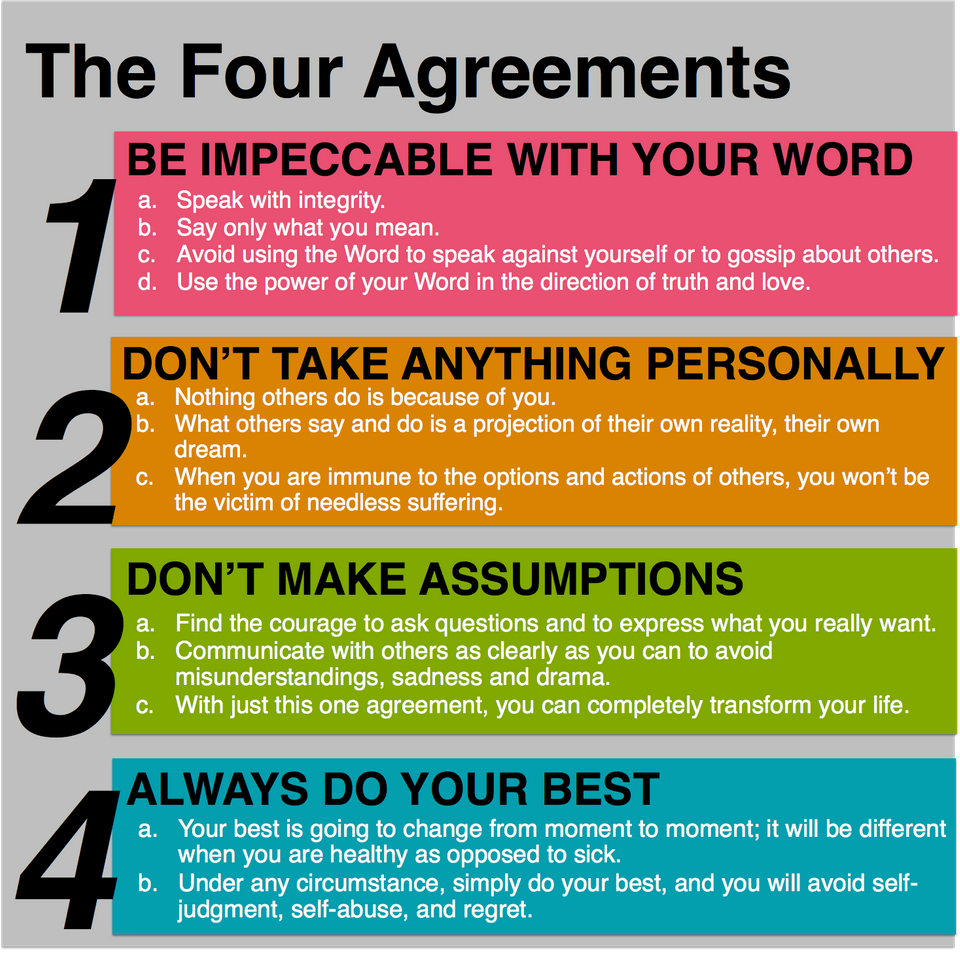 The Four Agreements
1
BE IMPECCABLE WITH YOUR WORD
a. Speak with integrity.
b. Say only what you mean.
c. Avoid using the Word to speak against yourself or to gossip about others.
d. Use the power of your Word in the direction of truth and love.
2
DON’T TAKE ANYTHING PERSONALLY
a. Nothing others do is because of you.
b. What others say and do is a projection of their own reality, their own
dream.
c. When you are immune to the options and actions of others, you won’t be
the victim of needless suffering.
3
DON’T MAKE ASSUMPTIONS
a. Find the courage to ask questions and to express what you really want.
b. Communicate with others as clearly as you can to avoid
misunderstandings, sadness and drama.
c. With just this one agreement, you can completely transform your life.
4
ALWAYS DO YOUR BEST
a. Your best is going to change from moment to moment; it will be different
when you are healthy as opposed to sick.
b. Under any circumstance, simply do your best, and you will avoid self-
judgment, self-abuse, and regret.